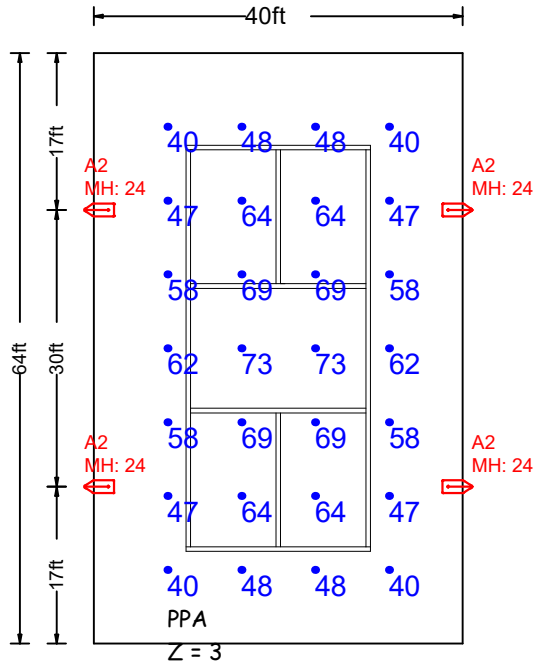 40ft
17ft
40 48 48 40
A2
MH: 24
A2
MH: 24
47 64 64 47
58 69 69 58
64ft
30ft
62 73 73 62
58 69 69 58
A2
MH: 24
A2
MH: 24
47 64 64 47
17ft
40 48 48 40
PPA
Z = 3